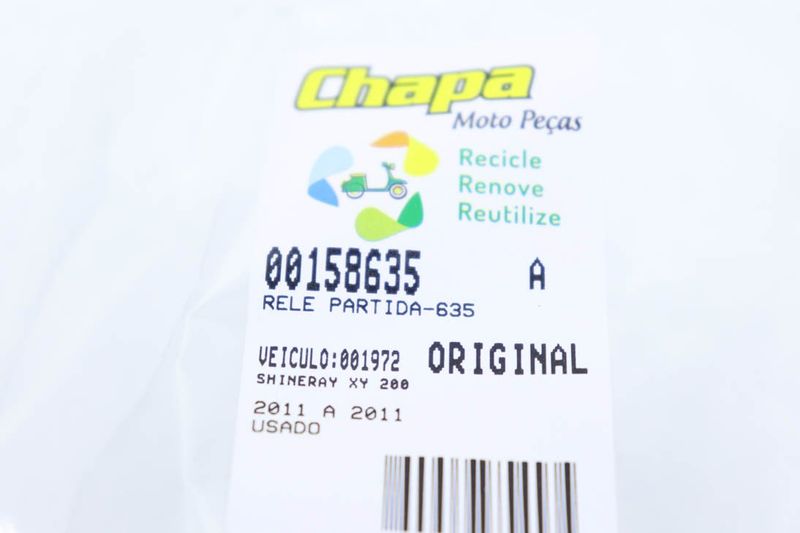 Chapa
Moto Peças
Recicle
Renove
Reutilize
00158635 A
RELE PARTIDA-635
VEICULO:001972 ORIGINAL
SHINERAY XY 200
2011 A 2011
USADO